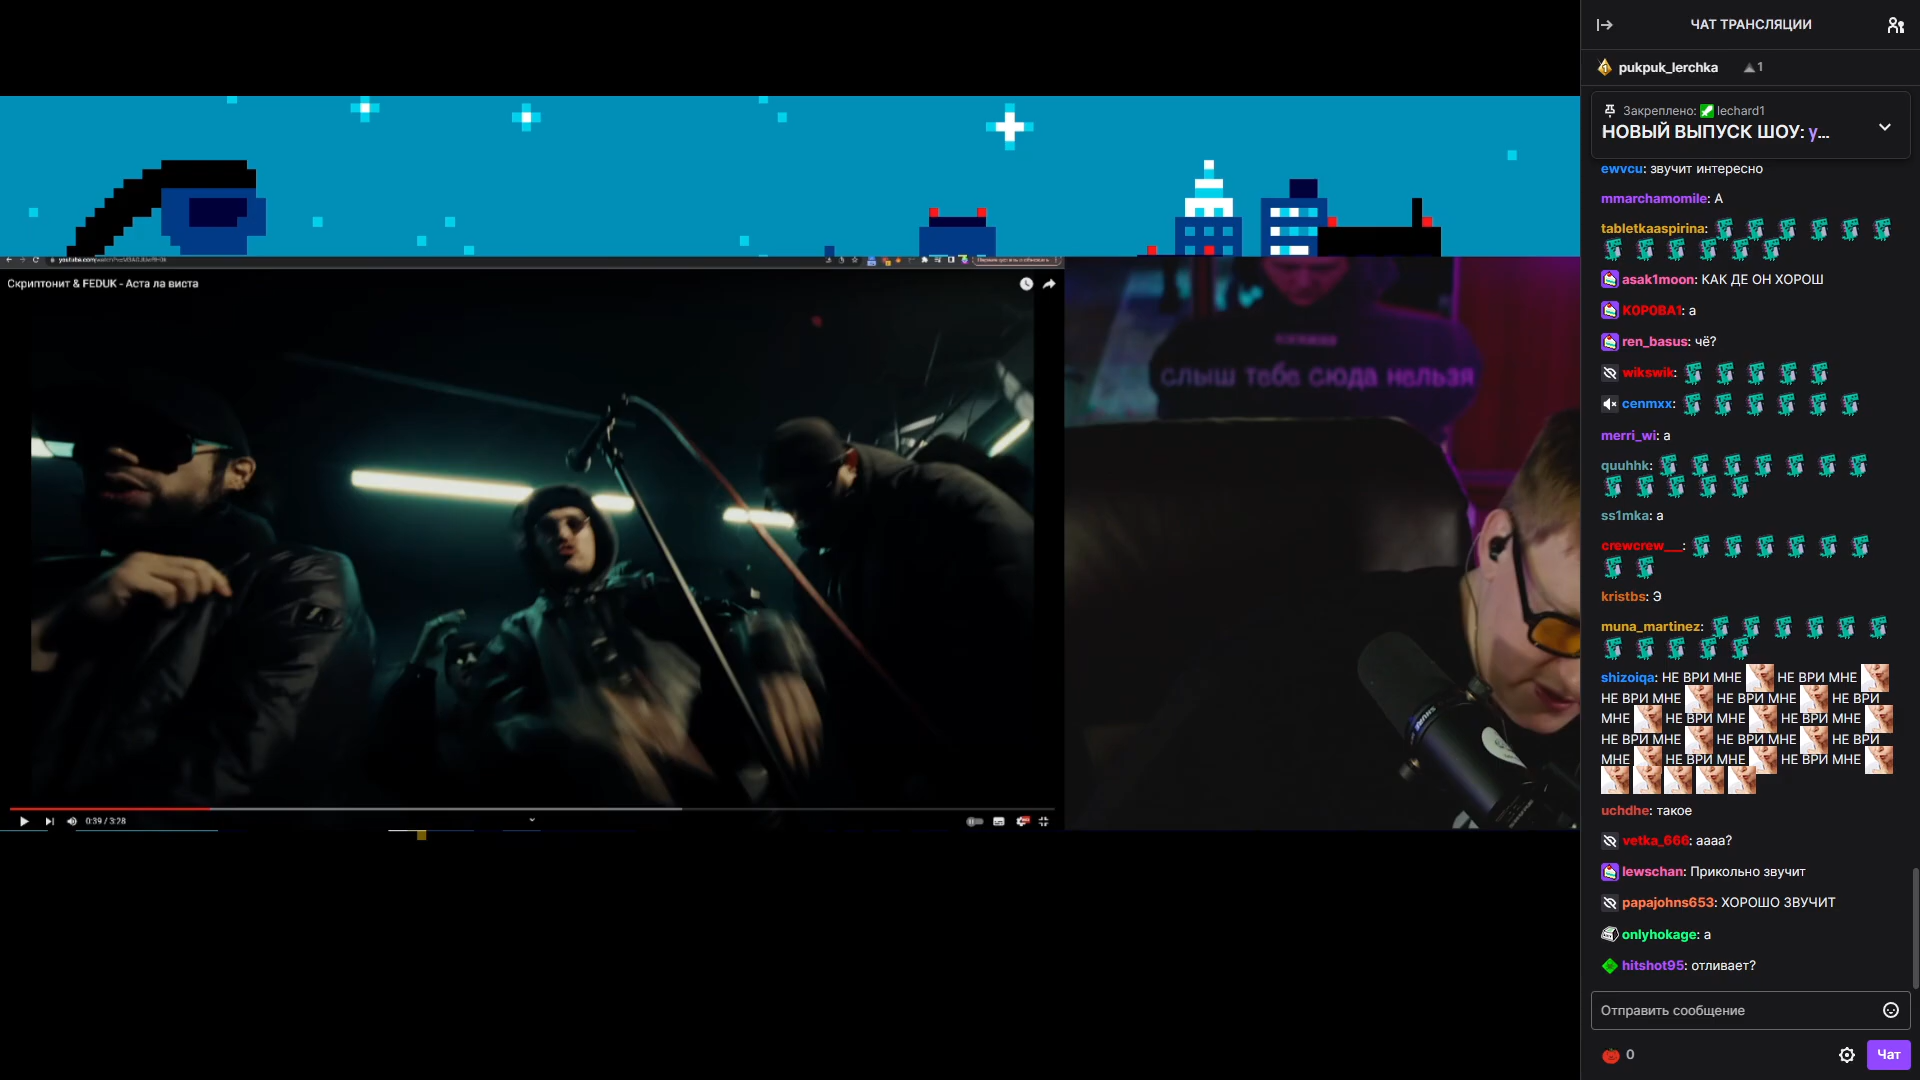 ЧАТ ТРАНСЛЯЦИИ
pukpuk_lerchka 1
Закреплено: lechard1
НОВЫЙ ВЫПУСК ШОУ: y...
ewvcu: звучит интересно
mmarchamomile: А
tabletkaaspirina:
asak1moon: КАК ДЕ ОН ХОРОШ
K0P0BA1: а
ren_basus: чё?
wikswik:
cenmxx:
merri_wi: а
quuhhk:
ss1mka: а
crewcrew___:
kristbs: Э
muna_martinez:
shizoiqa: НЕ ВРИ МНЕ НЕ ВРИ МНЕ
НЕ ВРИ МНЕ НЕ ВРИ МНЕ НЕ ВРИ
МНЕ НЕ ВРИ МНЕ НЕ ВРИ МНЕ
НЕ ВРИ МНЕ НЕ ВРИ МНЕ НЕ ВРИ
МНЕ НЕ ВРИ МНЕ НЕ ВРИ МНЕ
uchdhe: такое
vetka_666: аааа?
lewschan: Прикольно звучит
papajohns653: ХОРОШО ЗВУЧИТ
onlyhokage: а
hitshot95: отливает?
Отправить сообщение
0
Чат
Скриптонит & FEDUK - Аста ла виста
слыш тебе сюда нельзя
SHURE
0:39 / 3:28